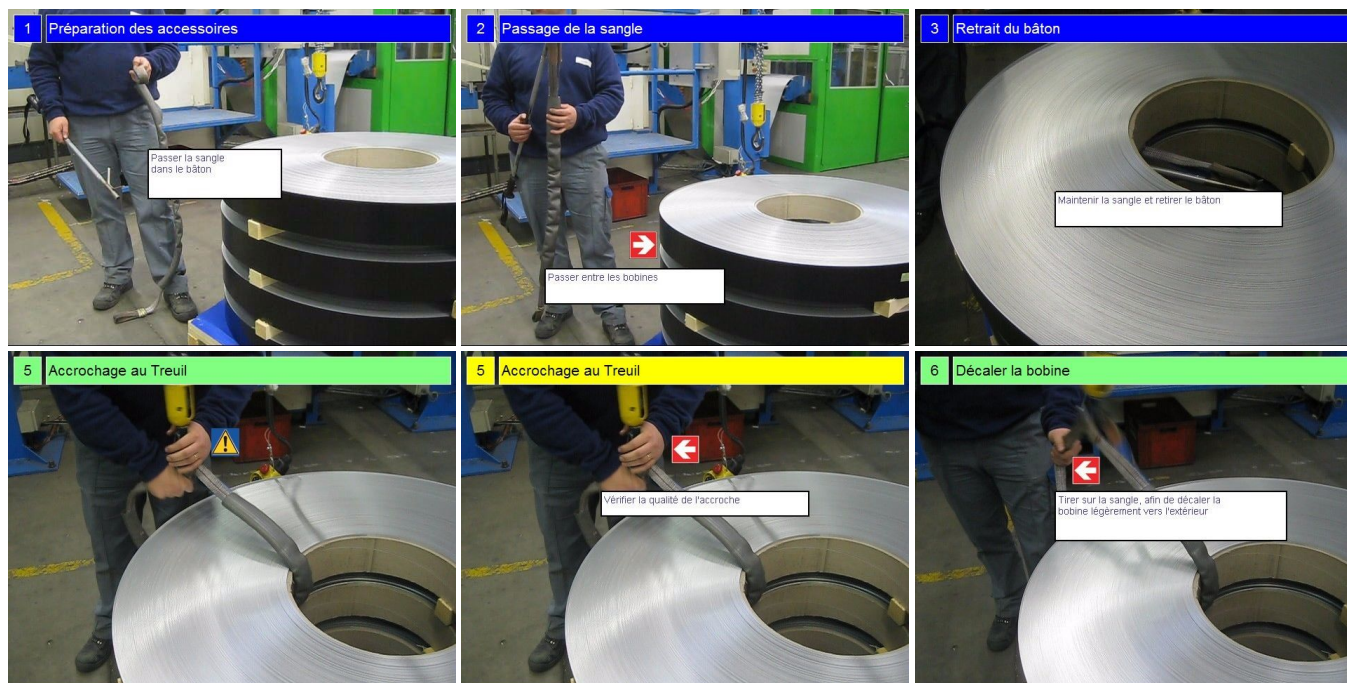 1 Préparation des accessoires
Passer la sangle
dans le bâton
2 Passage de la sangle
Passer entre les bobines
3 Retrait du bâton
Maintenir la sangle et retirer le bâton
5 Accrochage au Treuil
5 Accrochage au Treuil
Vérifier la qualité de l'accroche
6 Décaler la bobine
Tirer sur la sangle, afin de décaler la
bobine légèrement vers l'extérieur